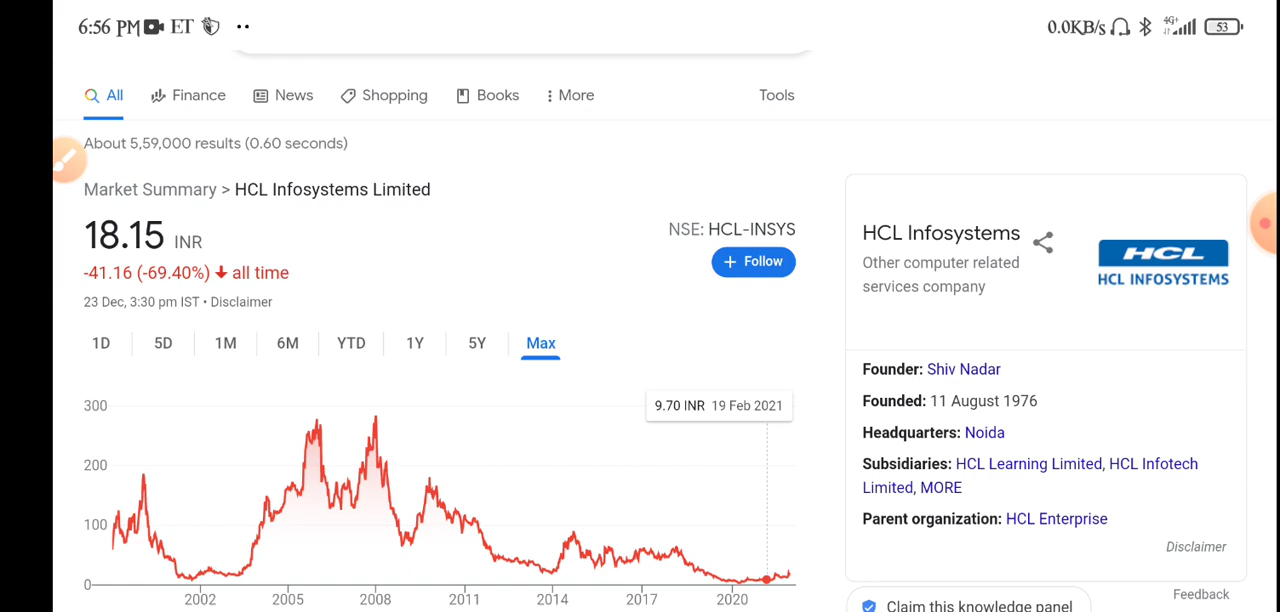 6:56 PM ET ••
0.0KB/s 4G+ 53
All Finance News Shopping Books More Tools
About 5,59,000 results (0.60 seconds)
Market Summary > HCL Infosystems Limited
18.15 INR
-41.16 (-69.40%) all time
23 Dec, 3:30 pm IST • Disclaimer
NSE: HCL-INSYS
+ Follow
1D 5D 1M 6M YTD 1Y 5Y Max
9.70 INR 19 Feb 2021
300
200
100
0
2002 2005 2008 2011 2014 2017 2020
HCL Infosystems
Other computer related
services company
HCL
HCL INFOSYSTEMS
Founder: Shiv Nadar
Founded: 11 August 1976
Headquarters: Noida
Subsidiaries: HCL Learning Limited, HCL Infotech
Limited, MORE
Parent organization: HCL Enterprise
Disclaimer
Feedback
Claim this knowledge panel